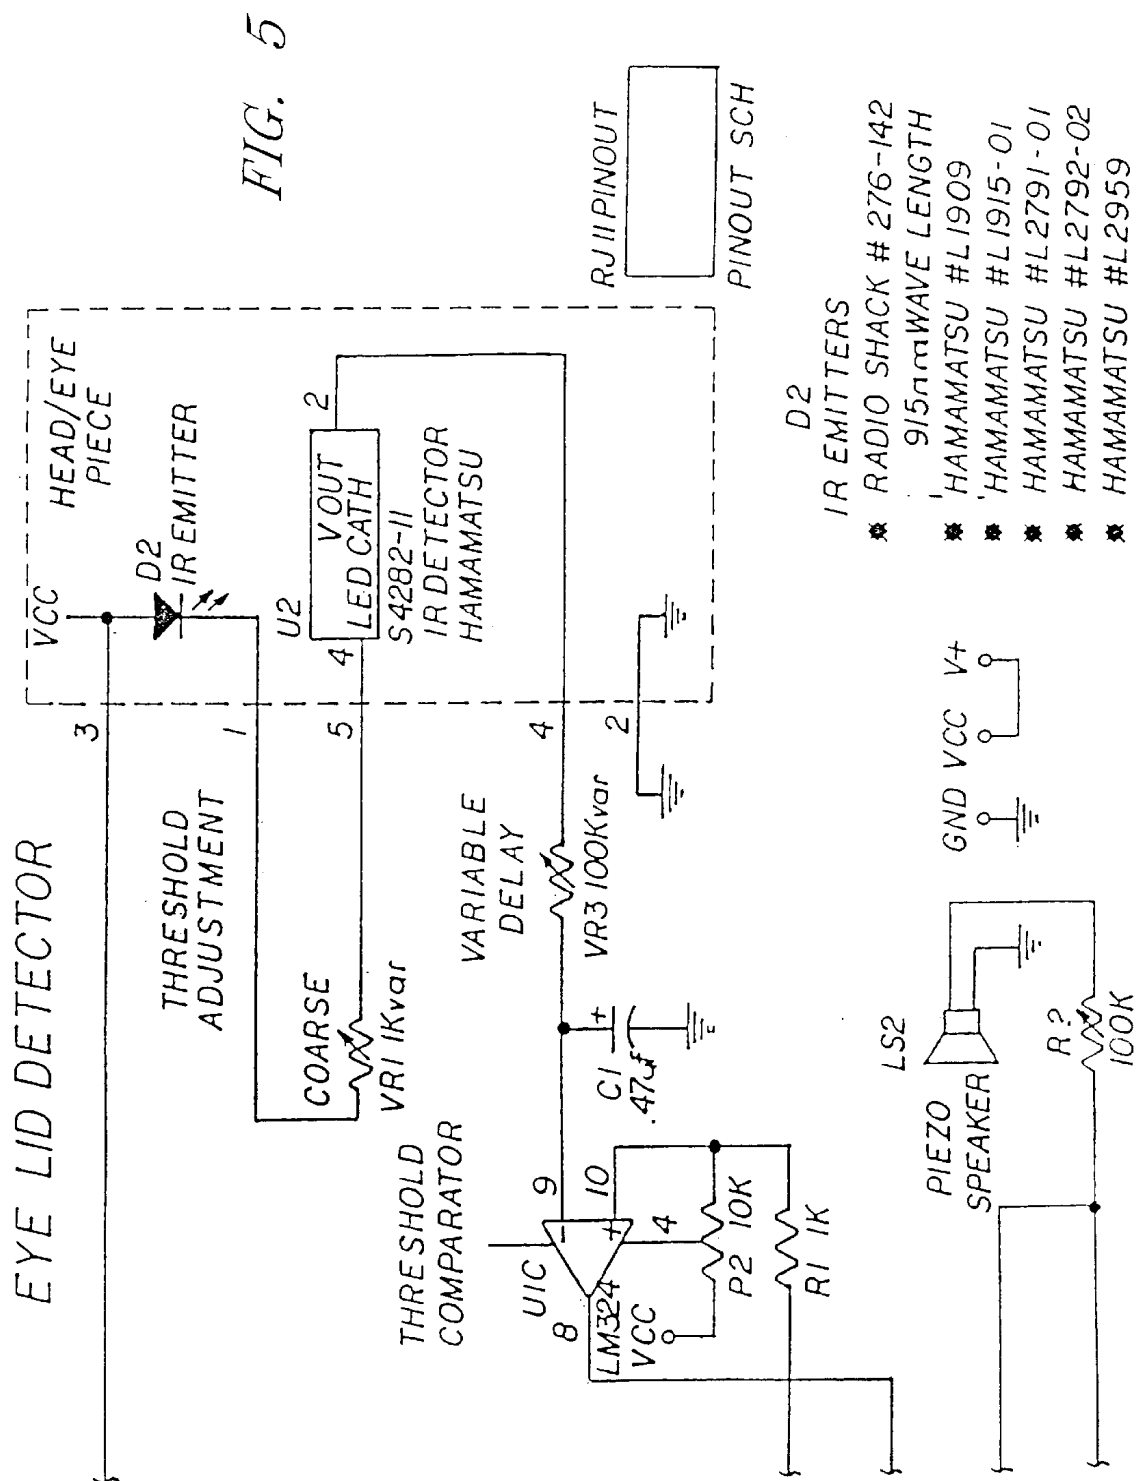 EYE LID DETECTOR
FIG. 5
HEAD/EYE
PIECE
VCC
D2
IR EMITTER
3
1
THRESHOLD
ADJUSTMENT
COARSE
VR1 1Kvar
U2
V OUT
LED CATH
2
4
5
S4282-11
IR DETECTOR
HAMAMATSU
VARIABLE
DELAY
VR3 100Kvar
4
2
THRESHOLD
COMPARATOR
U1C
9
10
8
4
LM324
VCC
C1
.47uf
P2 10K
R1 1K
RJ11PINOUT
PINOUT SCH
LS2
PIEZO
SPEAKER
R?
100K
GND VCC V+
D2
IR EMITTERS
* RADIO SHACK # 276-142
915nmWAVE LENGTH
* 'HAMAMATSU #L1909
* 'HAMAMATSU #L1915-01
* HAMAMATSU #L2791-01
* HAMAMATSU #L2792-02
* HAMAMATSU #L2959